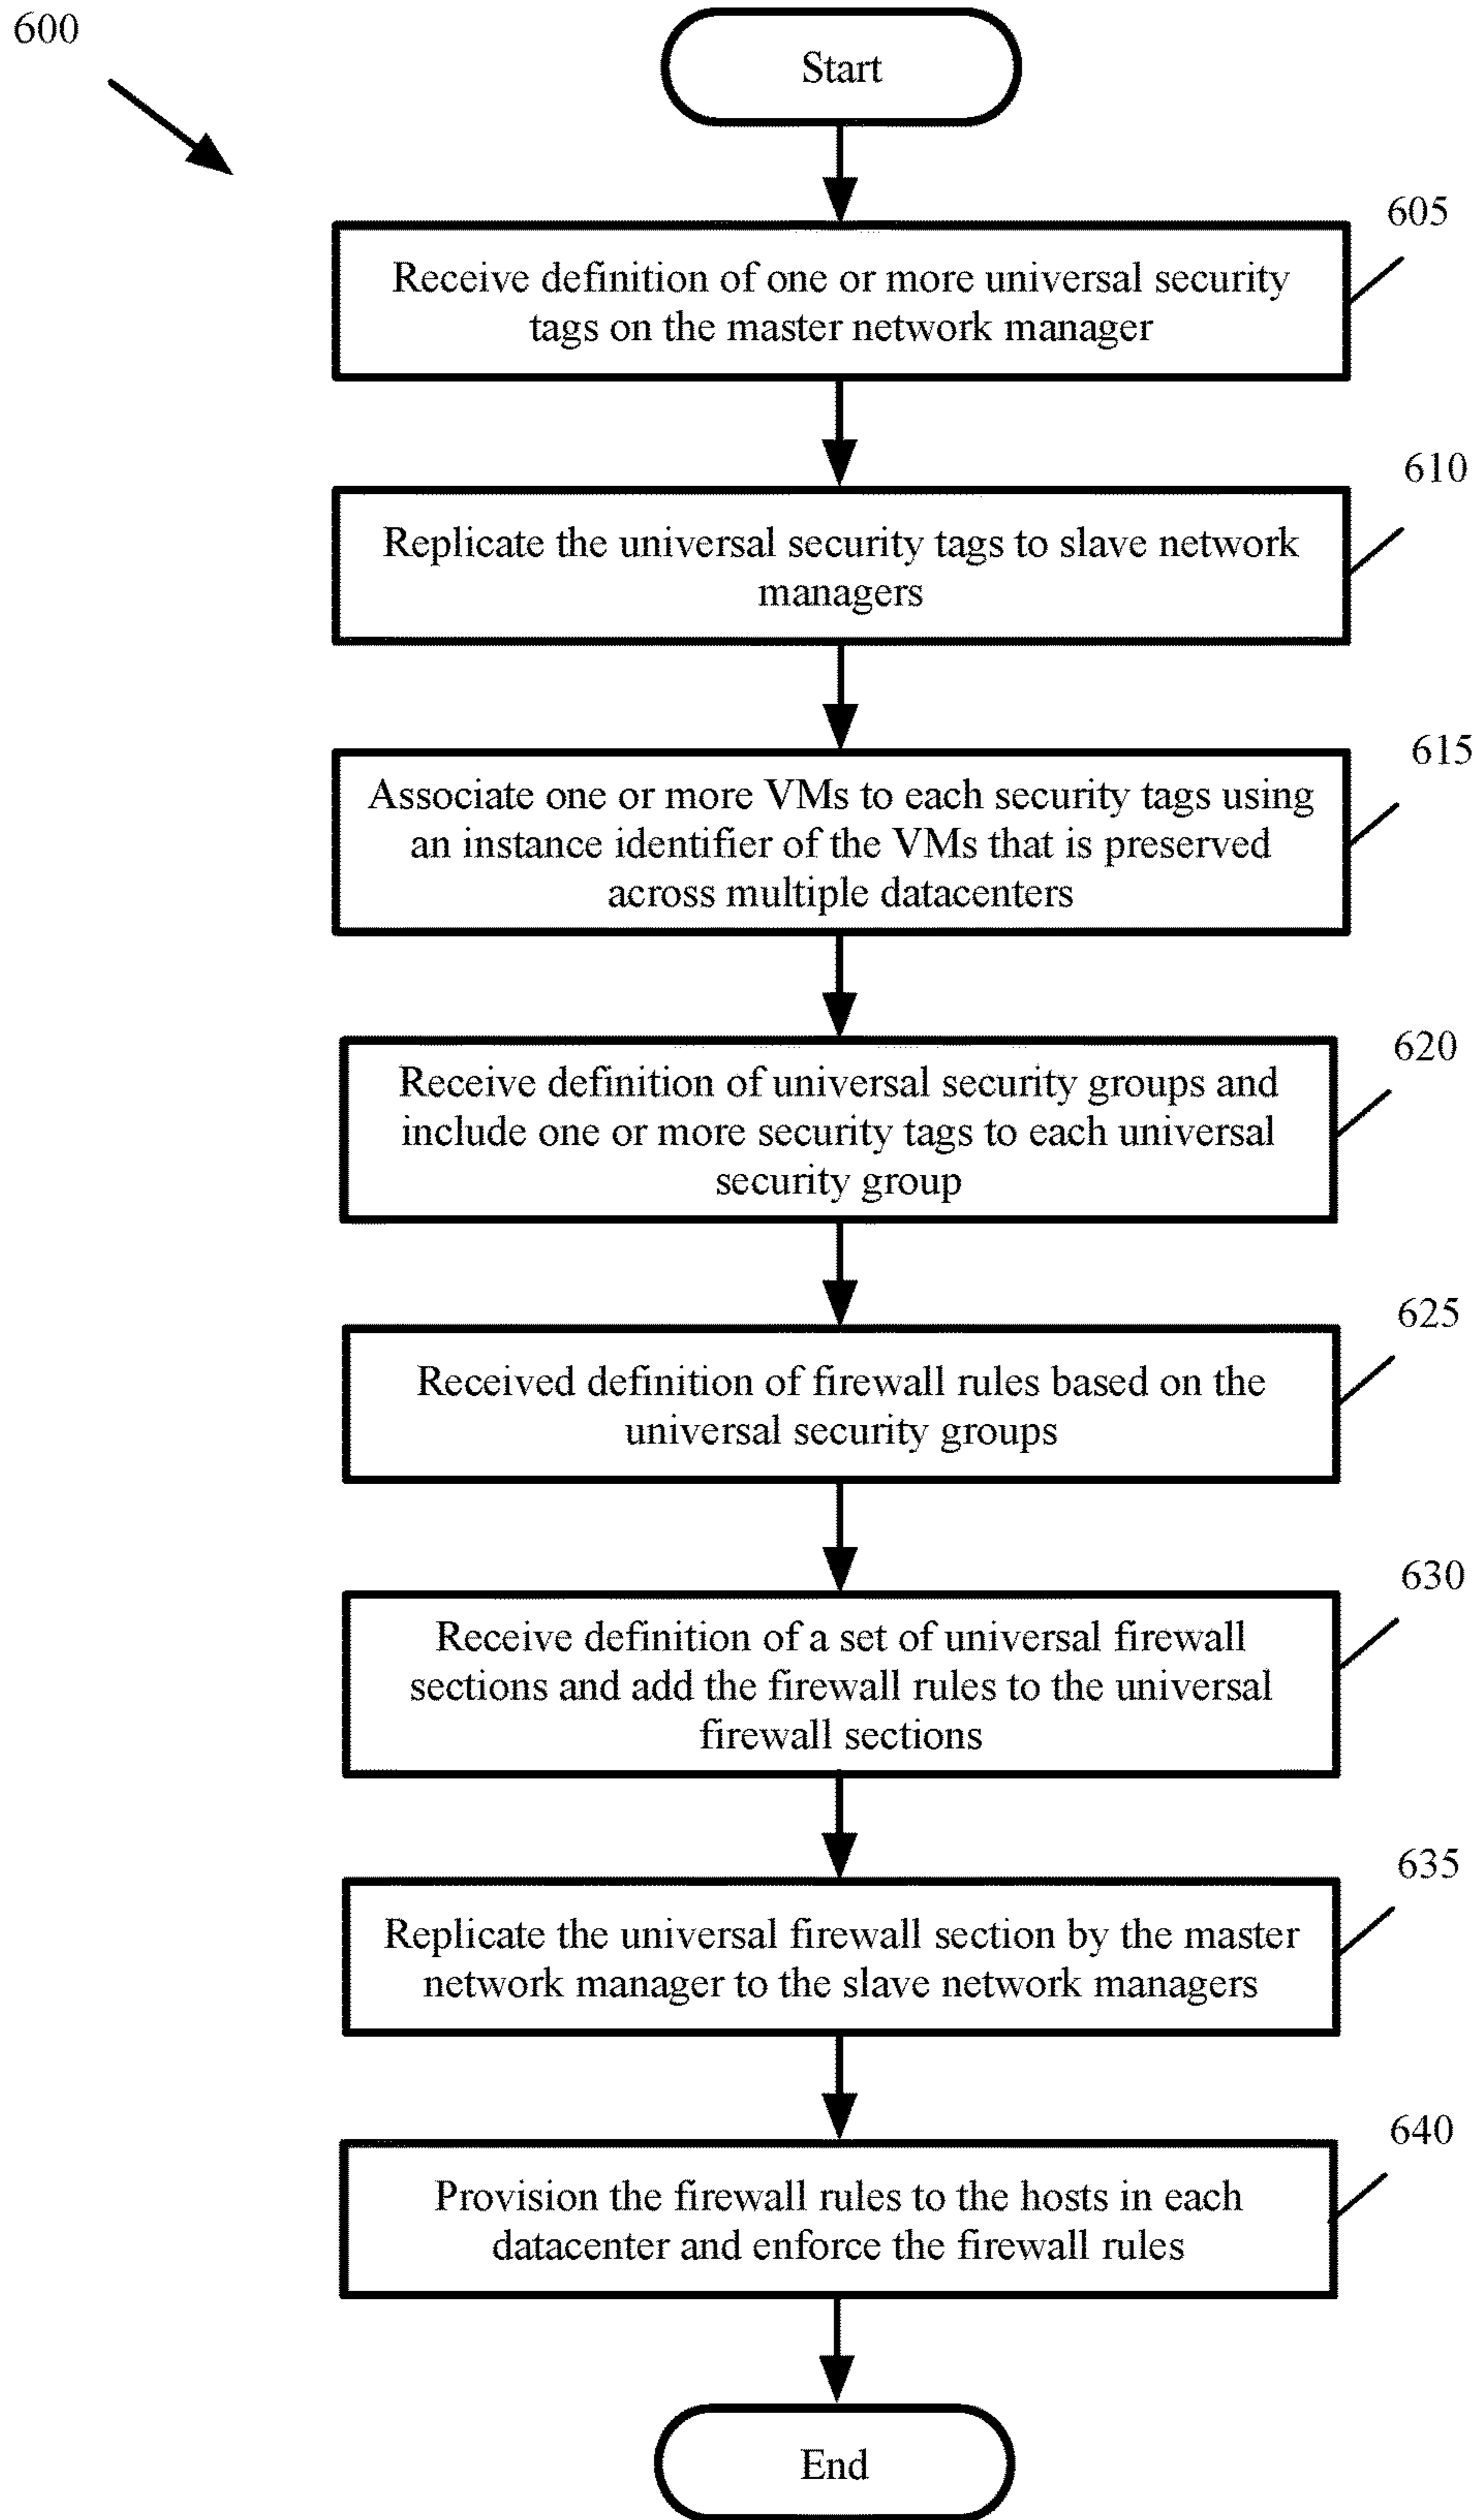 600
Start
605
Receive definition of one or more universal security
tags on the master network manager
610
Replicate the universal security tags to slave network
managers
615
Associate one or more VMs to each security tags using
an instance identifier of the VMs that is preserved
across multiple datacenters
620
Receive definition of universal security groups and
include one or more security tags to each universal
security group
625
Received definition of firewall rules based on the
universal security groups
630
Receive definition of a set of universal firewall
sections and add the firewall rules to the universal
firewall sections
635
Replicate the universal firewall section by the master
network manager to the slave network managers
640
Provision the firewall rules to the hosts in each
datacenter and enforce the firewall rules
End